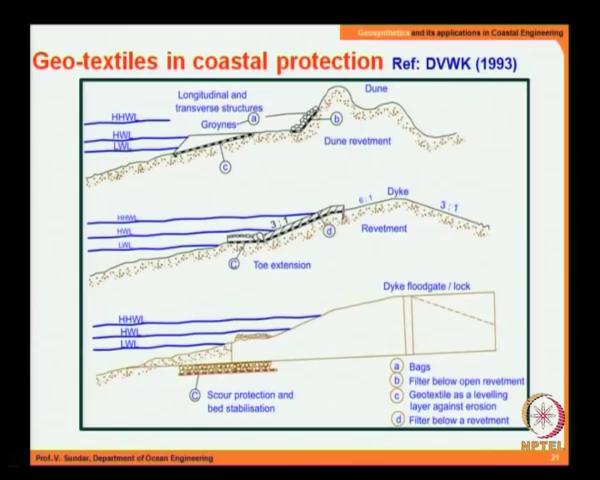 Geosynthetics and its applications in Coastal Engineering
Geo-textiles in coastal protection Ref: DVWK (1993)
Longitudinal and
transverse structures
Groynes
a
Dune
HHWL
HWL
LWL
b
Dune revetment
c
HHWL
HWL
LWL
3:1
6:1
Dyke
3:1
d
Revetment
C
Toe extension
Dyke floodgate / lock
HHWL
HWL
LWL
C
Scour protection and
bed stabilisation
a Bags
b Filter below open revetment
c Geotextile as a levelling
layer against erosion
d Filter below a revetment
NPTEL
Prof. V. Sundar, Department of Ocean Engineering
21